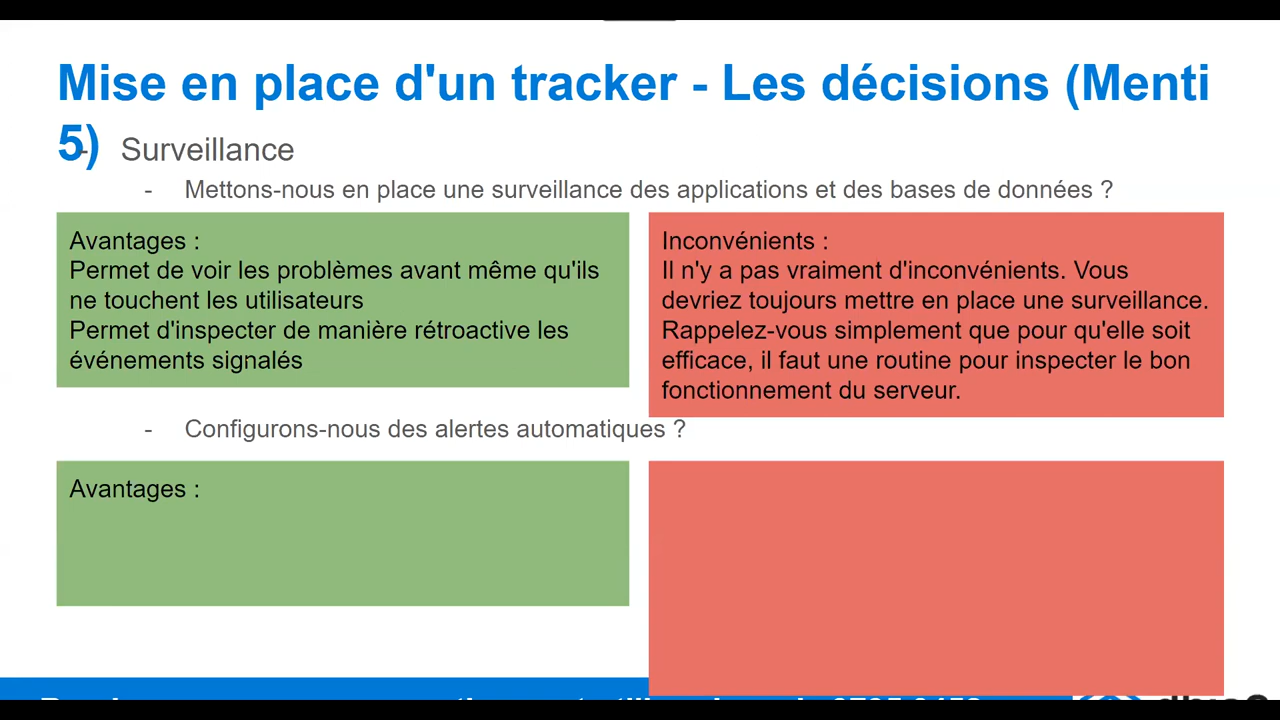 Mise en place d'un tracker - Les décisions (Menti
5)
- Surveillance
- Mettons-nous en place une surveillance des applications et des bases de données ?
Avantages :
Permet de voir les problèmes avant même qu'ils
ne touchent les utilisateurs
Permet d'inspecter de manière rétroactive les
événements signalés
Inconvénients :
Il n'y a pas vraiment d'inconvénients. Vous
devriez toujours mettre en place une surveillance.
Rappelez-vous simplement que pour qu'elle soit
efficace, il faut une routine pour inspecter le bon
fonctionnement du serveur.
- Configurons-nous des alertes automatiques ?
Avantages :